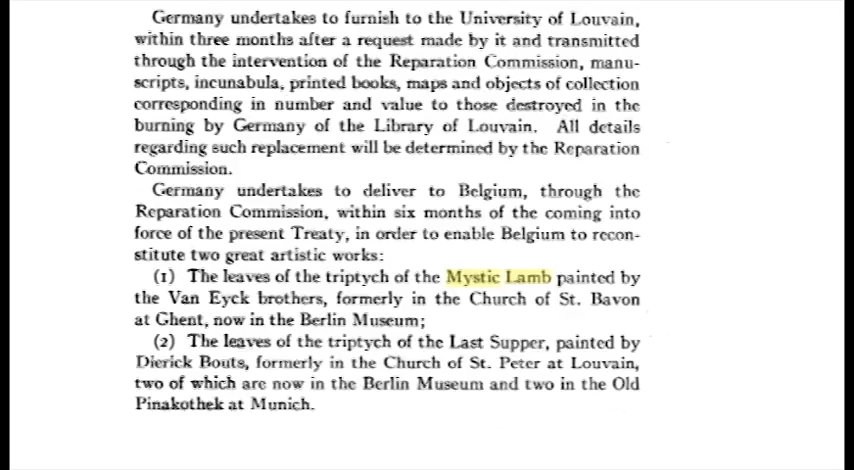 Germany undertakes to furnish to the University of Louvain,
within three months after a request made by it and transmitted
through the intervention of the Reparation Commission, manu-
scripts, incunabula, printed books, maps and objects of collection
corresponding in number and value to those destroyed in the
burning by Germany of the Library of Louvain. All details
regarding such replacement will be determined by the Reparation
Commission.
Germany undertakes to deliver to Belgium, through the
Reparation Commission, within six months of the coming into
force of the present Treaty, in order to enable Belgium to recon-
stitute two great artistic works:
(1) The leaves of the triptych of the Mystic Lamb painted by
the Van Eyck brothers, formerly in the Church of St. Bavon
at Ghent, now in the Berlin Museum;
(2) The leaves of the triptych of the Last Supper, painted by
Dierick Bouts, formerly in the Church of St. Peter at Louvain,
two of which are now in the Berlin Museum and two in the Old
Pinakothek at Munich.